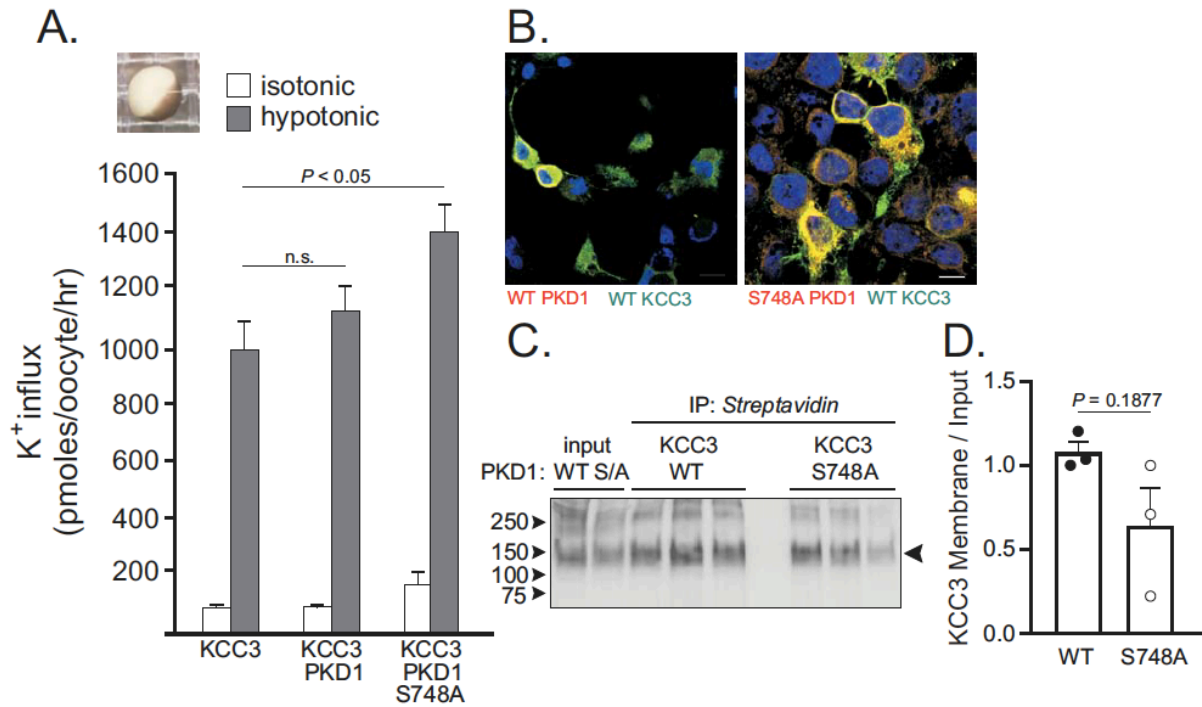 A.
isotonic
hypotonic
K+influx
(pmoles/oocyte/hr)
1600
1400
1200
1000
800
600
400
200
P < 0.05
n.s.
KCC3
KCC3
PKD1
KCC3
PKD1
S748A
B.
WT PKD1 WT KCC3
S748A PKD1 WT KCC3
C.
IP: Streptavidin
input
PKD1: WT S/A
KCC3
WT
KCC3
S748A
250
150
100
75
D.
KCC3 Membrane / Input
1.5
1.0
0.5
0.0
P = 0.1877
WT
S748A